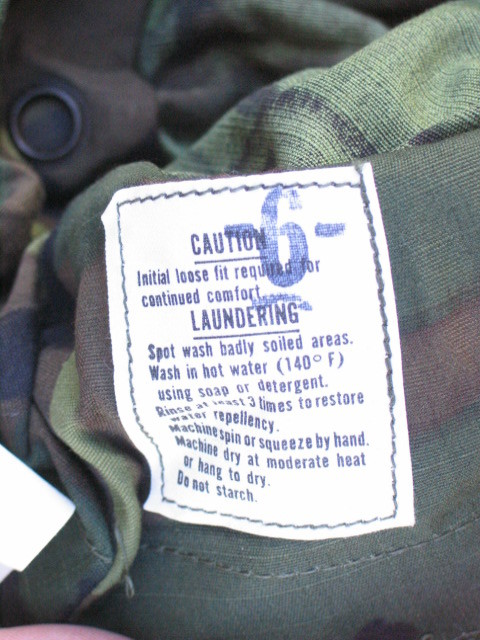 -6-
CAUTION
Initial loose fit required for
continued comfort.
LAUNDERING
Spot wash badly soiled areas.
Wash in hot water (140° F)
using soap or detergent.
Rinse at least 3 times to restore
water repellency.
Machine spin or squeeze by hand.
Machine dry at moderate heat
or hang to dry.
Do not starch.